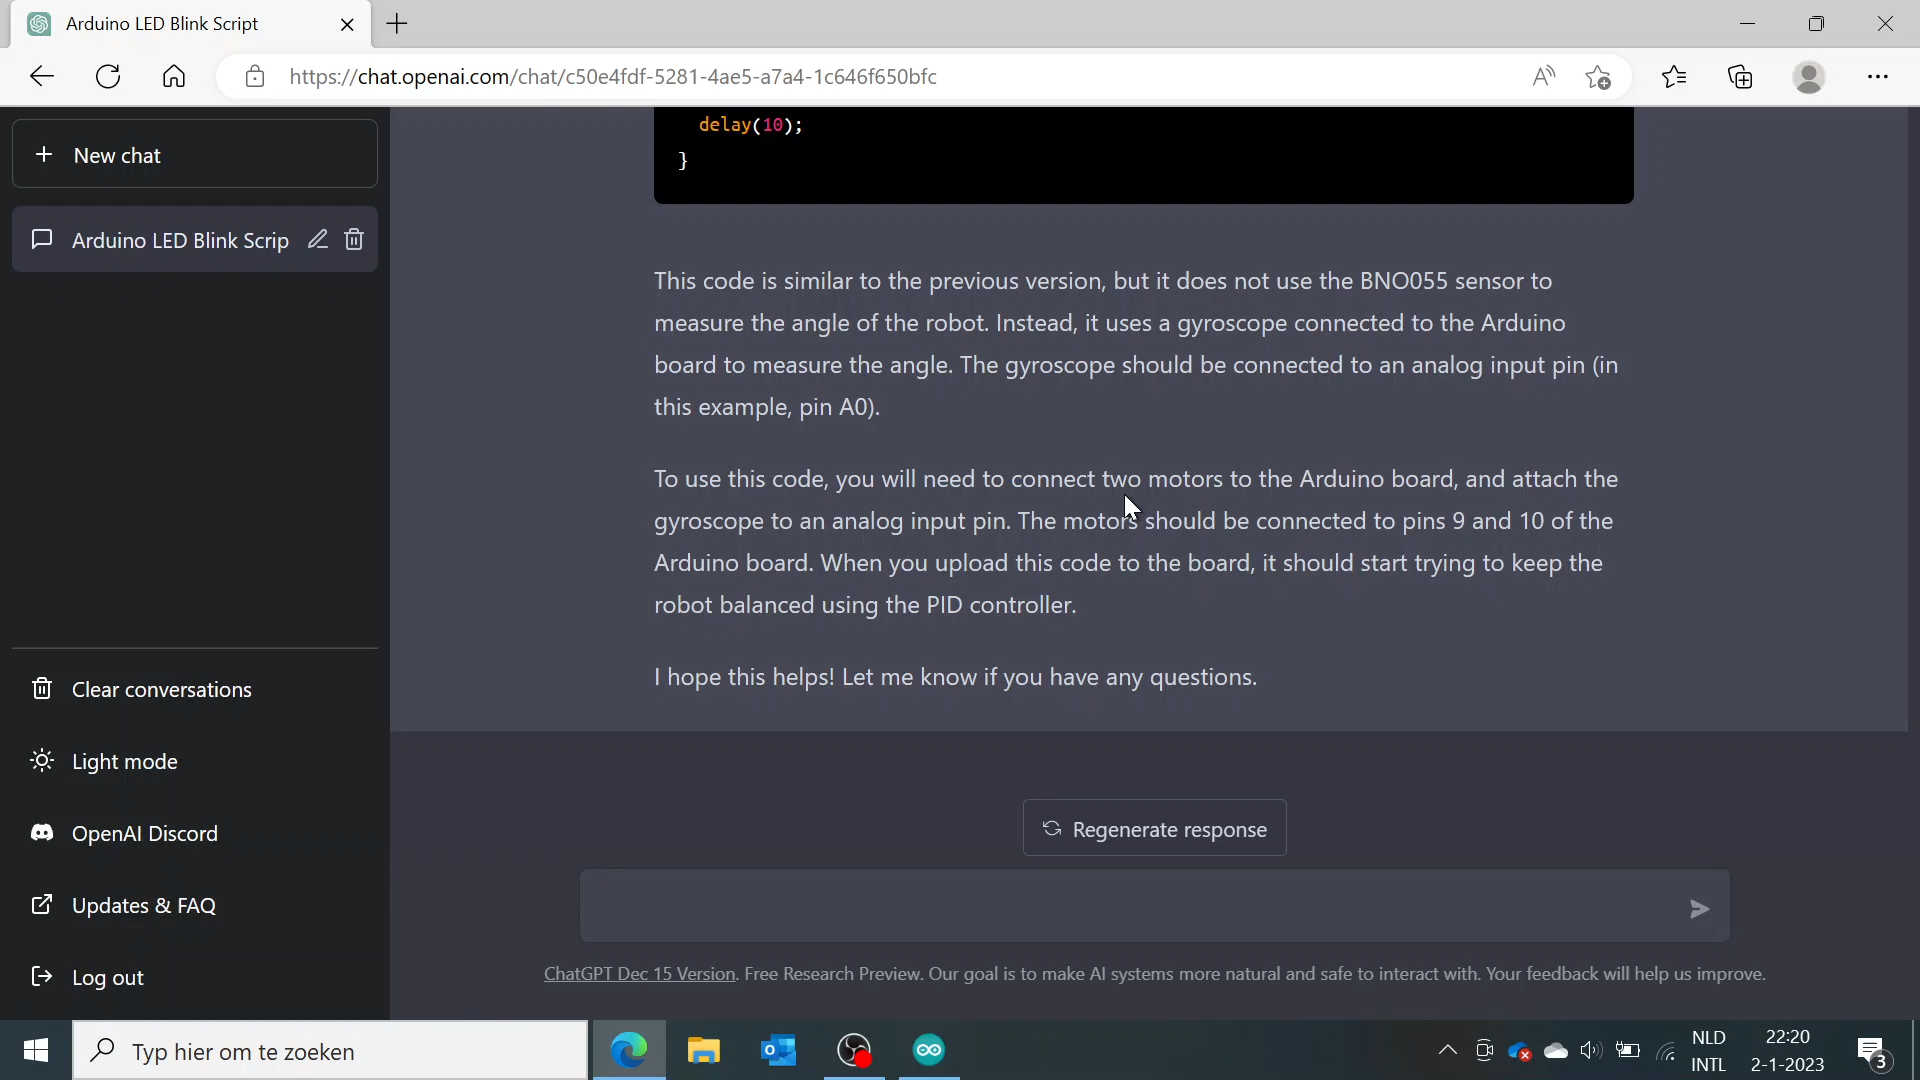 Arduino LED Blink Script
https://chat.openai.com/chat/c50e4fdf-5281-4ae5-a7a4-1c646f650bfc
New chat
Arduino LED Blink Scrip
Clear conversations
Light mode
OpenAI Discord
Updates & FAQ
Log out
delay(10);
}
This code is similar to the previous version, but it does not use the BNO055 sensor to
measure the angle of the robot. Instead, it uses a gyroscope connected to the Arduino
board to measure the angle. The gyroscope should be connected to an analog input pin (in
this example, pin A0).
To use this code, you will need to connect two motors to the Arduino board, and attach the
gyroscope to an analog input pin. The motors should be connected to pins 9 and 10 of the
Arduino board. When you upload this code to the board, it should start trying to keep the
robot balanced using the PID controller.
I hope this helps! Let me know if you have any questions.
Regenerate response
ChatGPT Dec 15 Version. Free Research Preview. Our goal is to make AI systems more natural and safe to interact with. Your feedback will help us improve.
Typ hier om te zoeken
NLD
INTL
22:20
2-1-2023
3